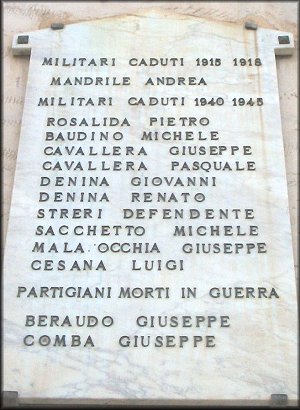 MILITARI CADUTI 1915 1918
MANDRILE ANDREA
MILITARI CADUTI 1940 1945
ROSALIDA PIETRO
BAUDINO MICHELE
CAVALLERA GIUSEPPE
CAVALLERA PASQUALE
DENINA GIOVANNI
DENINA RENATO
STRERI DEFENDENTE
SACCHETTO MICHELE
MALA OCCHIA GIUSEPPE
CESANA LUIGI
PARTIGIANI MORTI IN GUERRA
BERAUDO GIUSEPPE
COMBA GIUSEPPE